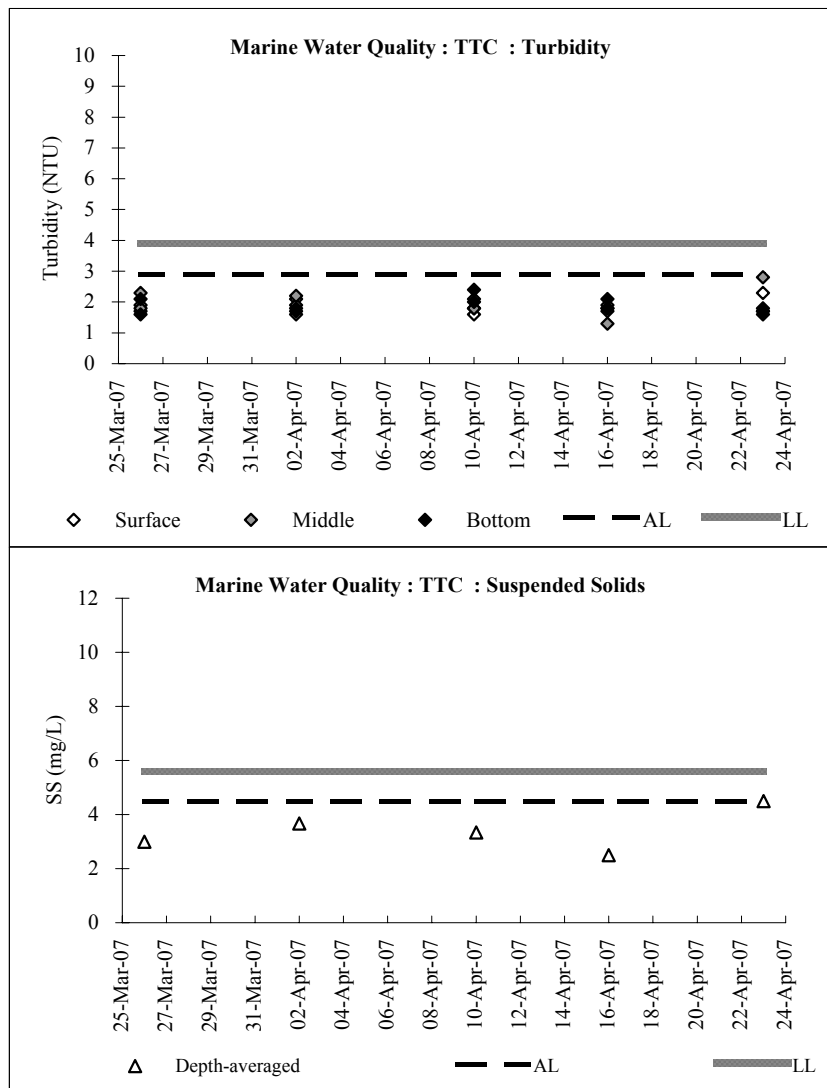 Marine Water Quality : TTC : Turbidity
10
9
8
7
6
5
4
3
2
1
0
Turbidity (NTU)
25-Mar-07
27-Mar-07
29-Mar-07
31-Mar-07
02-Apr-07
04-Apr-07
06-Apr-07
08-Apr-07
10-Apr-07
12-Apr-07
14-Apr-07
16-Apr-07
18-Apr-07
20-Apr-07
22-Apr-07
24-Apr-07
Surface Middle Bottom AL LL
Marine Water Quality : TTC : Suspended Solids
12
10
8
6
4
2
0
SS (mg/L)
25-Mar-07
27-Mar-07
29-Mar-07
31-Mar-07
02-Apr-07
04-Apr-07
06-Apr-07
08-Apr-07
10-Apr-07
12-Apr-07
14-Apr-07
16-Apr-07
18-Apr-07
20-Apr-07
22-Apr-07
24-Apr-07
Depth-averaged AL LL